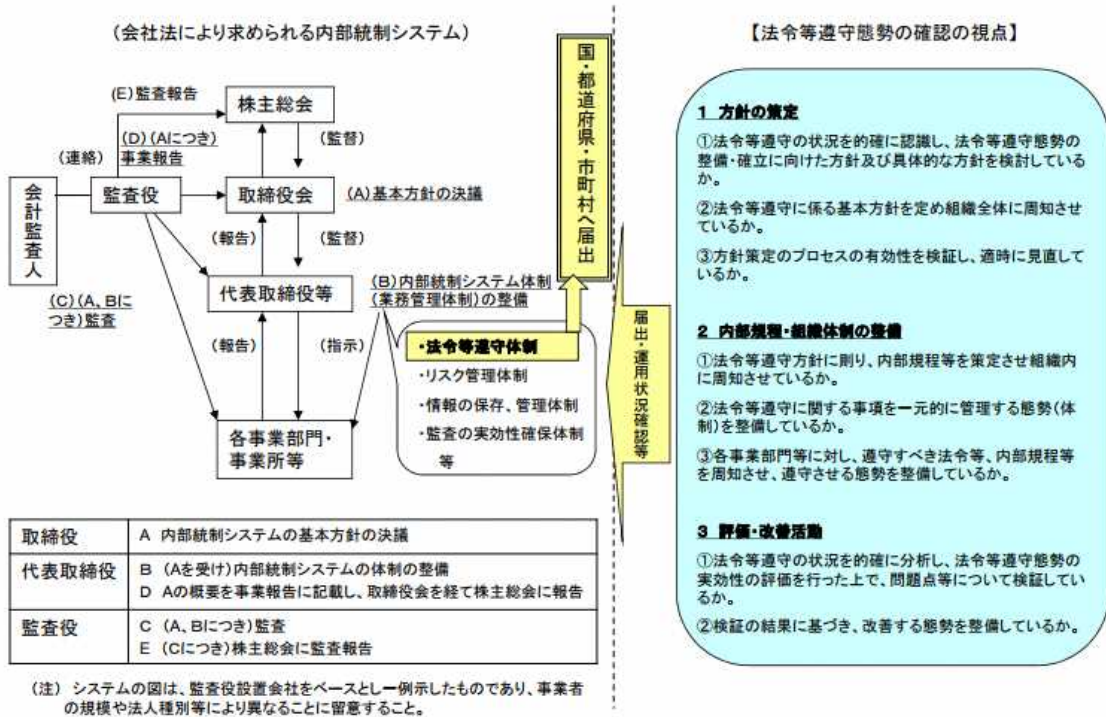 (会社法により求められる内部統制システム)
(E)監査報告
株主総会
(D)(Aにつき)
事業報告
(監督)
(連絡)
会計監査人
監査役
取締役会
(A)基本方針の決議
(報告)
(監督)
代表取締役等
(B)内部統制システム体制
(業務管理体制)の整備
(C)(A、Bに
つき)監査
(報告)
(指示)
・法令等遵守体制
・リスク管理体制
・情報の保存、管理体制
・監査の実効性確保体制
等
各事業部門・
事業所等
国・都道府県・市町村へ届出
届出・運用状況確認等
取締役
A 内部統制システムの基本方針の決議
代表取締役
B (Aを受け)内部統制システムの体制の整備
D Aの概要を事業報告に記載し、取締役会を経て株主総会に報告
監査役
C (A、Bにつき)監査
E (Cにつき)株主総会に監査報告
(注) システムの図は、監査役設置会社をベースとし一例示したものであり、事業者
の規模や法人種別等により異なることに留意すること。
【法令等遵守態勢の確認の視点】
1 方針の策定
①法令等遵守の状況を的確に認識し、法令等遵守態勢の
整備・確立に向けた方針及び具体的な方針を検討している
か。
②法令等遵守に係る基本方針を定め組織全体に周知させ
ているか。
③方針策定のプロセスの有効性を検証し、適時に見直して
いるか。
2 内部規程・組織体制の整備
①法令等遵守方針に則り、内部規程等を策定させ組織内
に周知させているか。
②法令等遵守に関する事項を一元的に管理する態勢(体
制)を整備しているか。
③各事業部門等に対し、遵守すべき法令等、内部規程等
を周知させ、遵守させる態勢を整備しているか。
3 評価・改善活動
①法令等遵守の状況を的確に分析し、法令等遵守態勢の
実効性の評価を行った上で、問題点等について検証してい
るか。
②検証の結果に基づき、改善する態勢を整備しているか。